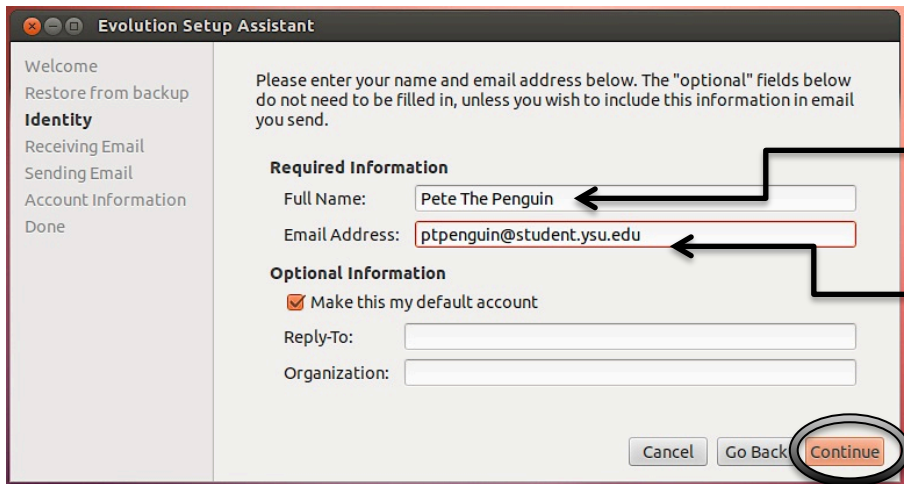 Evolution Setup Assistant
Welcome
Restore from backup
Identity
Receiving Email
Sending Email
Account Information
Done
Please enter your name and email address below. The "optional" fields below
do not need to be filled in, unless you wish to include this information in email
you send.
Required Information
Full Name: Pete The Penguin
Email Address: ptpenguin@student.ysu.edu
Optional Information
Make this my default account
Reply-To:
Organization:
Cancel Go Back Continue